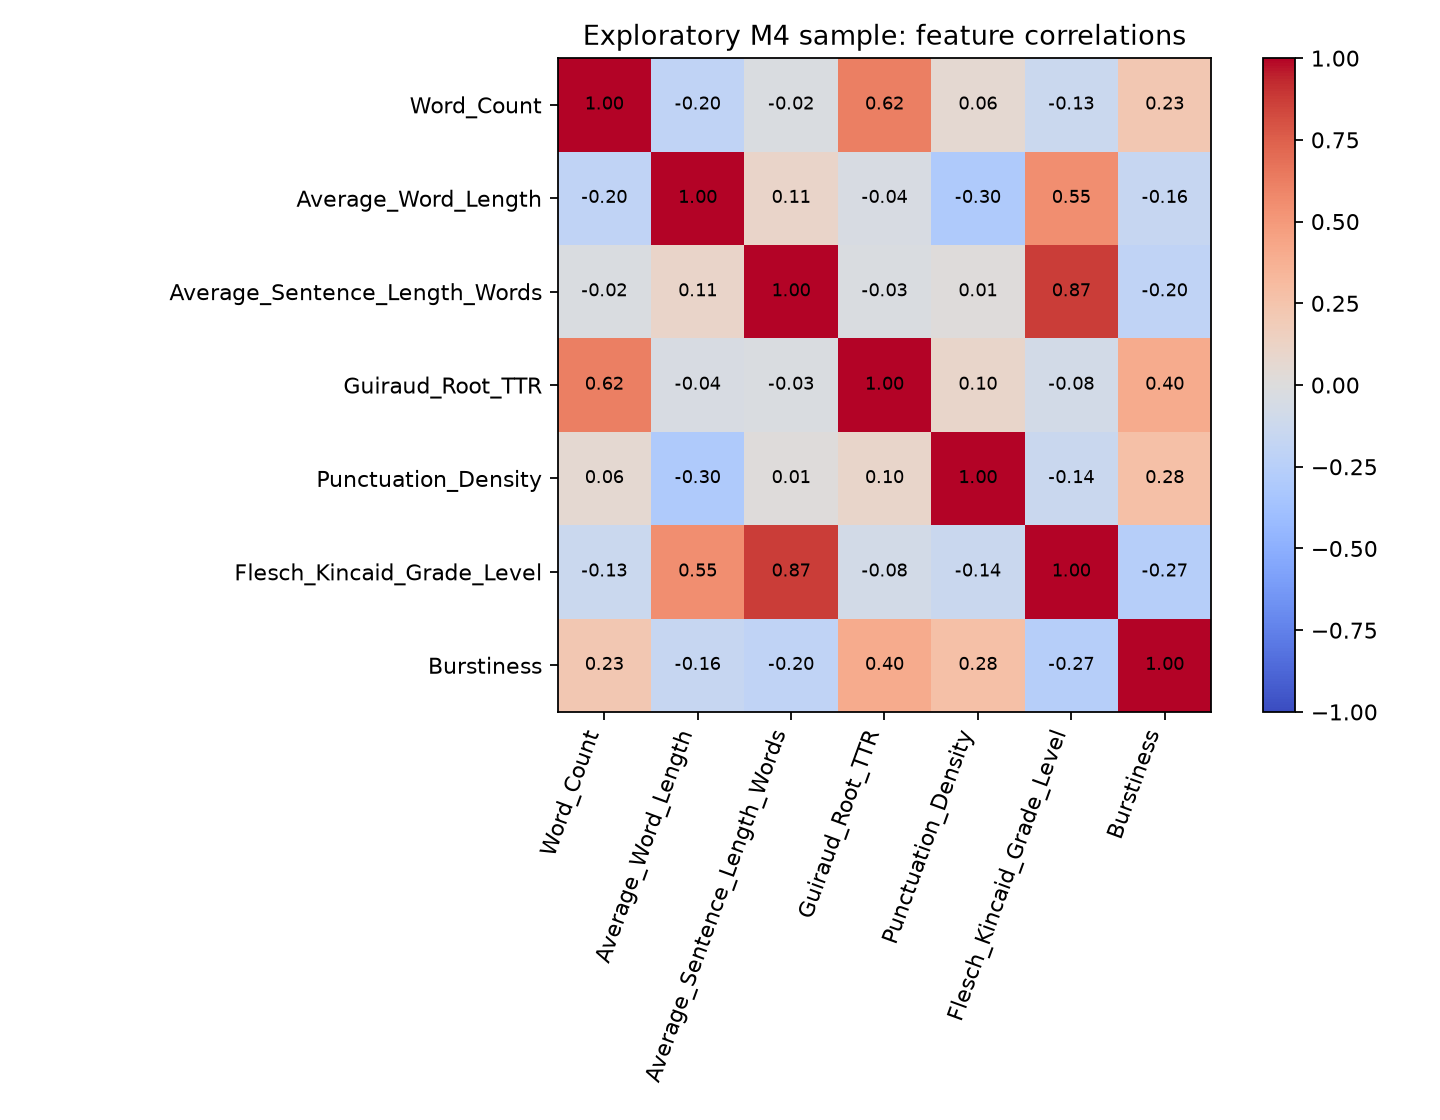 Exploratory M4 sample: feature correlations
Word_Count 1.00 -0.20 -0.02 0.62 0.06 -0.13 0.23
Average_Word_Length -0.20 1.00 0.11 -0.04 -0.30 0.55 -0.16
Average_Sentence_Length_Words -0.02 0.11 1.00 -0.03 0.01 0.87 -0.20
Guiraud_Root_TTR 0.62 -0.04 -0.03 1.00 0.10 -0.08 0.40
Punctuation_Density 0.06 -0.30 0.01 0.10 1.00 -0.14 0.28
Flesch_Kincaid_Grade_Level -0.13 0.55 0.87 -0.08 -0.14 1.00 -0.27
Burstiness 0.23 -0.16 -0.20 0.40 0.28 -0.27 1.00
Word_Count
Average_Word_Length
Average_Sentence_Length_Words
Guiraud_Root_TTR
Punctuation_Density
Flesch_Kincaid_Grade_Level
Burstiness
1.00
0.75
0.50
0.25
0.00
−0.25
−0.50
−0.75
−1.00